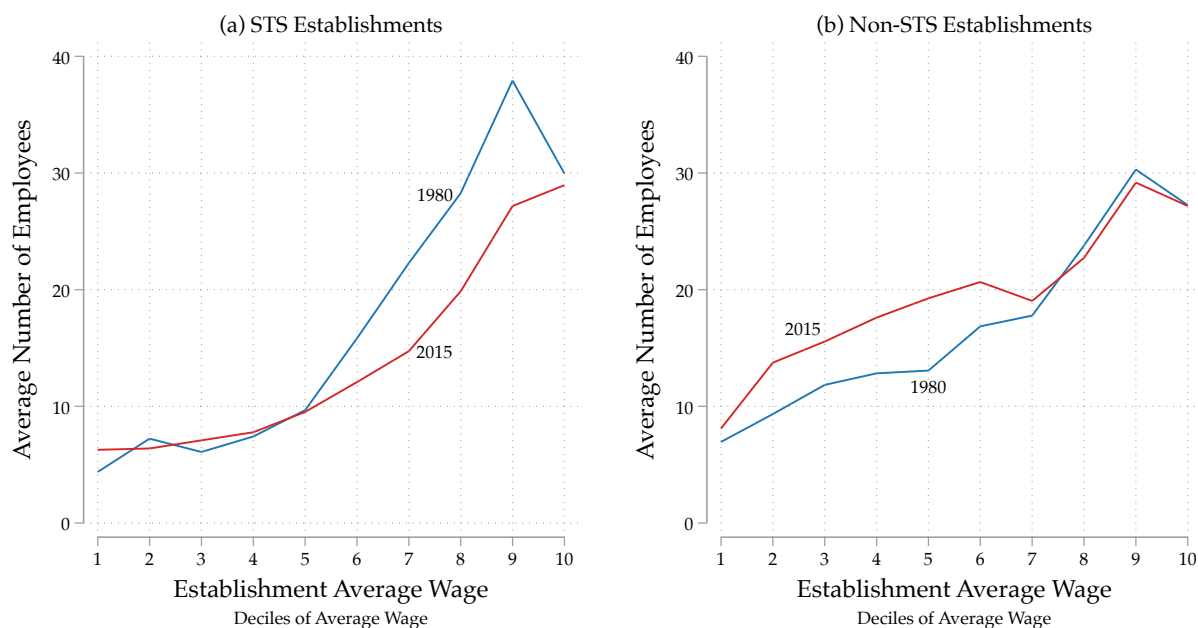 (a) STS Establishments
Average Number of Employees
40
30
20
10
0
1980
2015
1 2 3 4 5 6 7 8 9 10
Establishment Average Wage
Deciles of Average Wage
(b) Non-STS Establishments
Average Number of Employees
40
30
20
10
0
2015
1980
1 2 3 4 5 6 7 8 9 10
Establishment Average Wage
Deciles of Average Wage